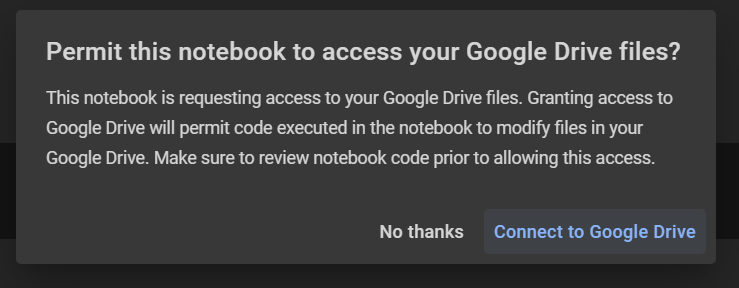 Permit this notebook to access your Google Drive files?
This notebook is requesting access to your Google Drive files. Granting access to
Google Drive will permit code executed in the notebook to modify files in your
Google Drive. Make sure to review notebook code prior to allowing this access.
No thanks
Connect to Google Drive